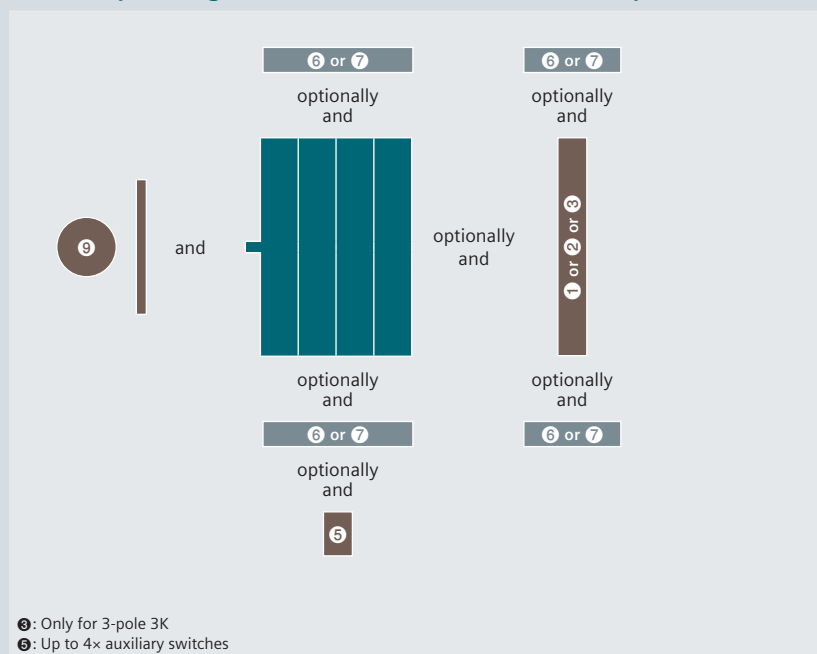 ❻ or ❼
❻ or ❼
optionally
and
optionally
and
❾
and
optionally
and
❶ or ❷ or ❸
optionally
and
optionally
and
❻ or ❼
❻ or ❼
optionally
and
❺
❸: Only for 3-pole 3K
❺: Up to 4× auxiliary switches